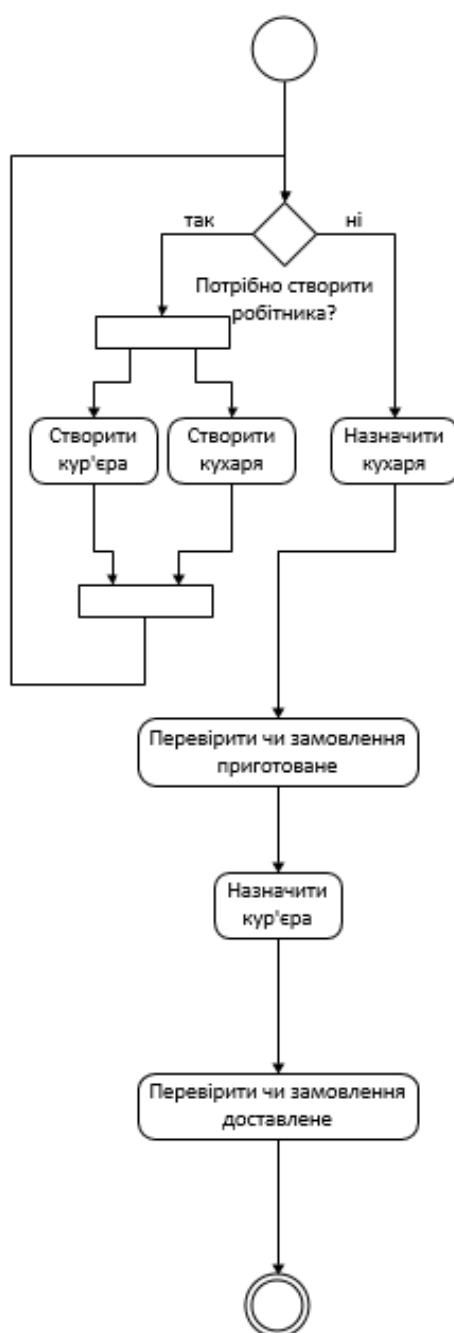 так
ні
Потрібно створити
робітника?
Створити
кур'єра
Створити
кухаря
Назначити
кухаря
Перевірити чи замовлення
приготоване
Назначити
кур'єра
Перевірити чи замовлення
доставлене